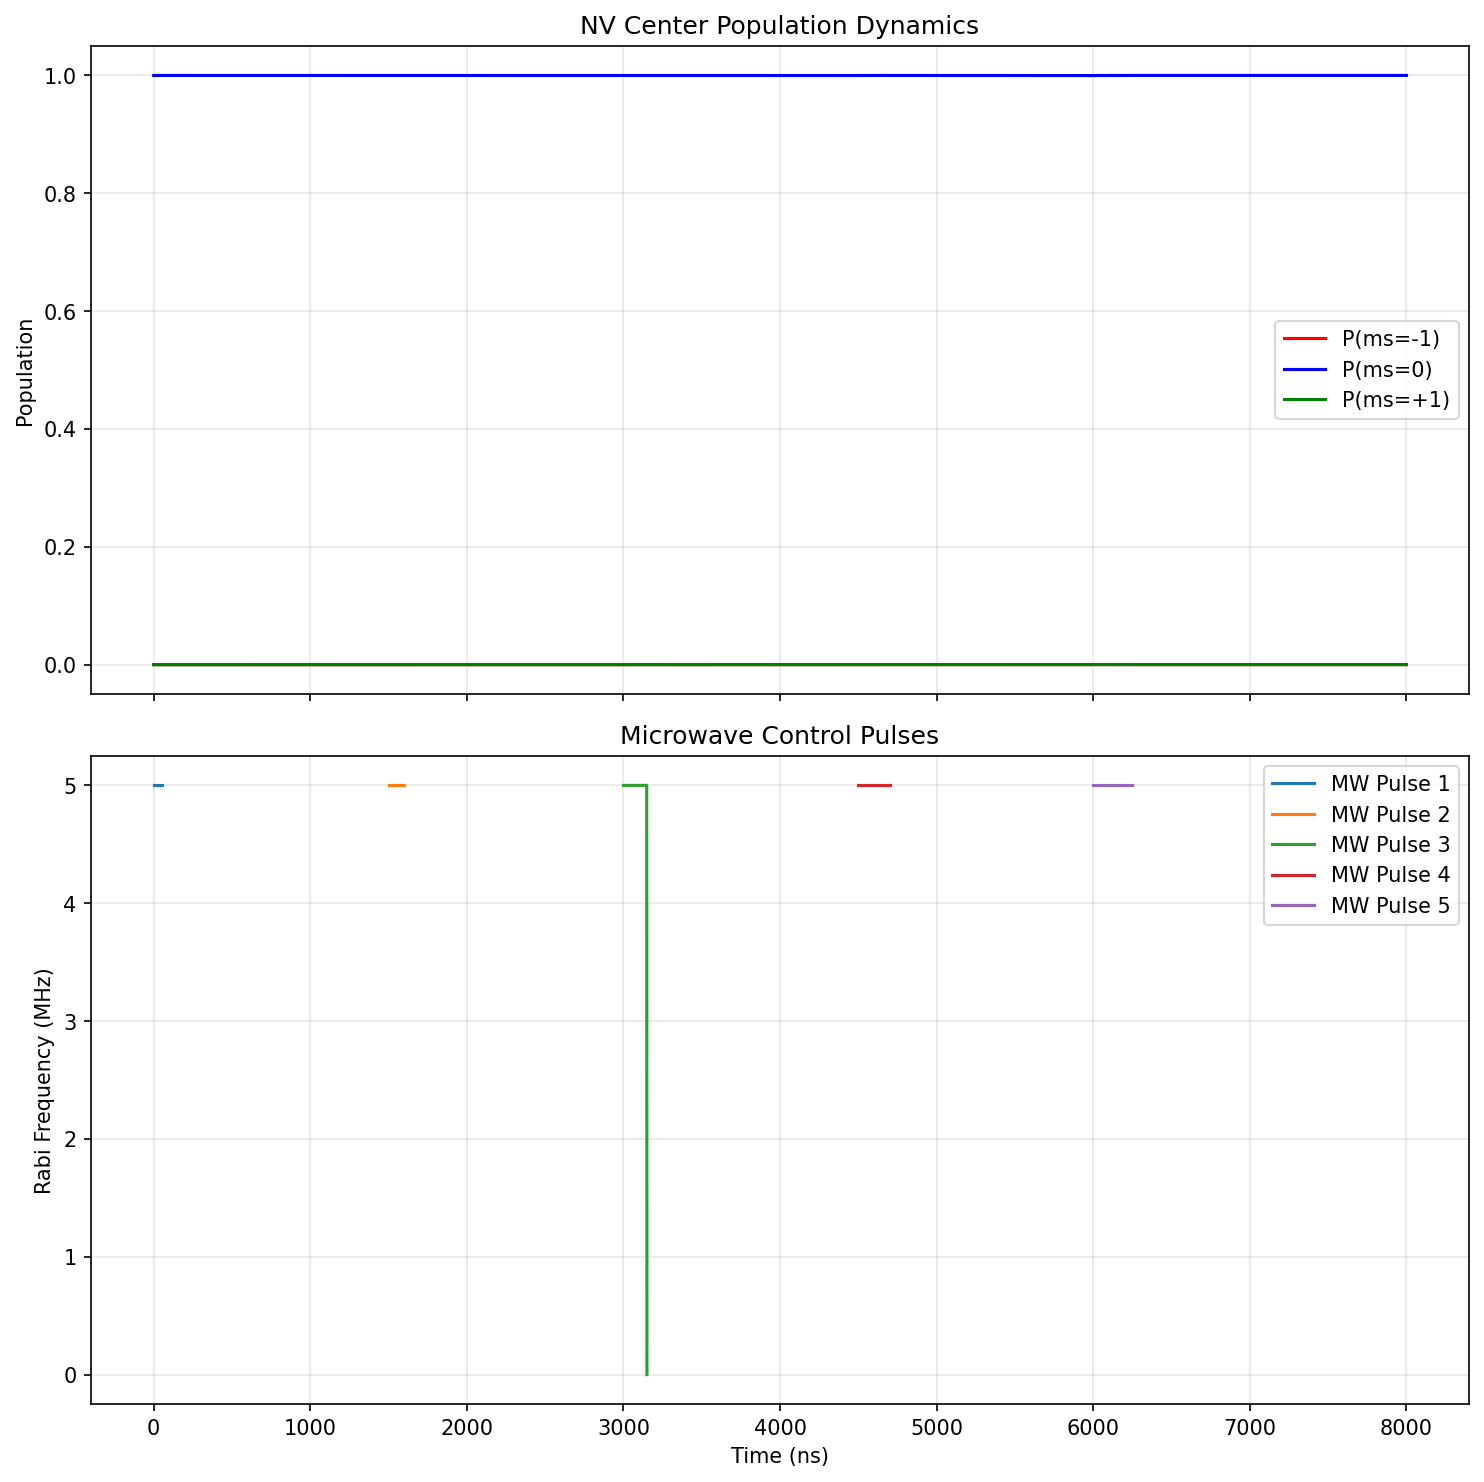 NV Center Population Dynamics
1.0
0.8
0.6
0.4
0.2
0.0
Population
P(ms=-1)
P(ms=0)
P(ms=+1)
Microwave Control Pulses
5
4
3
2
1
0
Rabi Frequency (MHz)
MW Pulse 1
MW Pulse 2
MW Pulse 3
MW Pulse 4
MW Pulse 5
0 1000 2000 3000 4000 5000 6000 7000 8000
Time (ns)